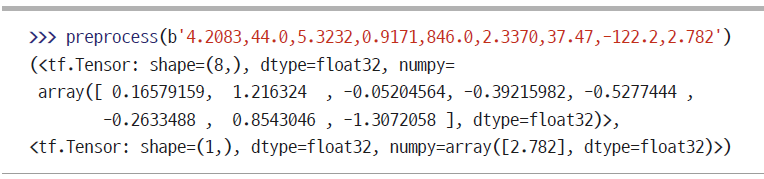 >>> preprocess(b'4.2083,44.0,5.3232,0.9171,846.0,2.3370,37.47,-122.2,2.782')
(<tf.Tensor: shape=(8,), dtype=float32, numpy=
 array([ 0.16579159,  1.216324  , -0.05204564, -0.39215982, -0.5277444 ,
       -0.2633488 ,  0.8543046 , -1.3072058 ], dtype=float32)>,
<tf.Tensor: shape=(1,), dtype=float32, numpy=array([2.782], dtype=float32)>)